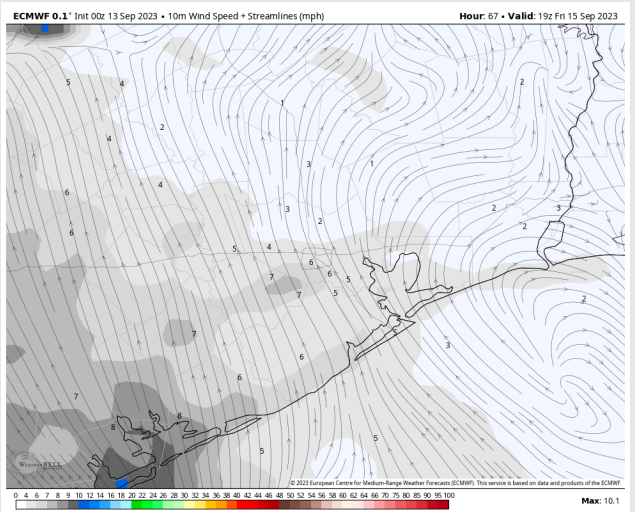 ECMWF 0.1° Init 00z 13 Sep 2023 • 10m Wind Speed + Streamlines (mph)
Hour: 67 • Valid: 19z Fri 15 Sep 2023
5 4 2
1
2
4
3 1
4
6
3 2 3
2 2
6
5 4
6
7 6 5
7 5
2
5
7
3
6
6
7
8 8
5
5
WEATHERBELL
© 2023 European Centre for Medium-Range Weather Forecasts (ECMWF). This service is based on data and products of the ECMWF
0 4 6 7 8 9 10 12 14 16 18 20 22 24 26 28 30 32 34 36 38 40 42 44 46 48 50 52 54 56 58 60 62 64 66 68 70 75 80 85 90 95 100
Max: 10.1